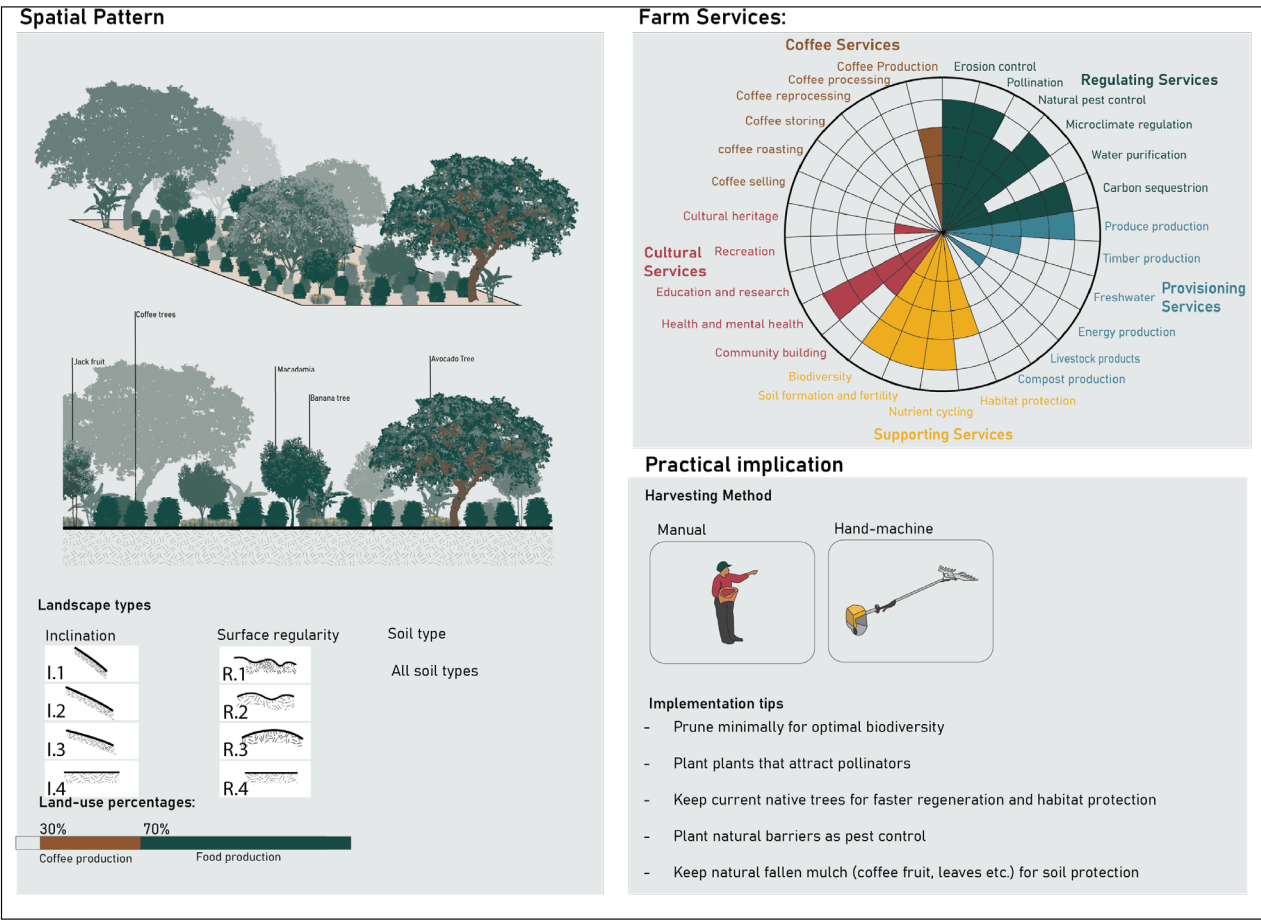 Spatial Pattern
Coffee trees
Jack fruit
Macadamia
Banana tree
Avocado Tree
Landscape types
Inclination
Surface regularity
Soil type
I.1
R.1
All soil types
I.2
R.2
I.3
R.3
I.4
R.4
Land-use percentages:
30%
70%
Coffee production
Food production
Farm Services:
Coffee Services
Coffee Production
Coffee processing
Coffee reprocessing
Coffee storing
coffee roasting
Coffee selling
Erosion control
Pollination
Regulating Services
Natural pest control
Microclimate regulation
Water purification
Carbon sequestrion
Produce production
Timber production
Freshwater
Provisioning
Services
Energy production
Livestock products
Compost production
Cultural heritage
Cultural
Services
Recreation
Education and research
Health and mental health
Community building
Biodiversity
Soil formation and fertility
Nutrient cycling
Habitat protection
Supporting Services
Practical implication
Harvesting Method
Manual
Hand-machine
Implementation tips
- Prune minimally for optimal biodiversity
- Plant plants that attract pollinators
- Keep current native trees for faster regeneration and habitat protection
- Plant natural barriers as pest control
- Keep natural fallen mulch (coffee fruit, leaves etc.) for soil protection